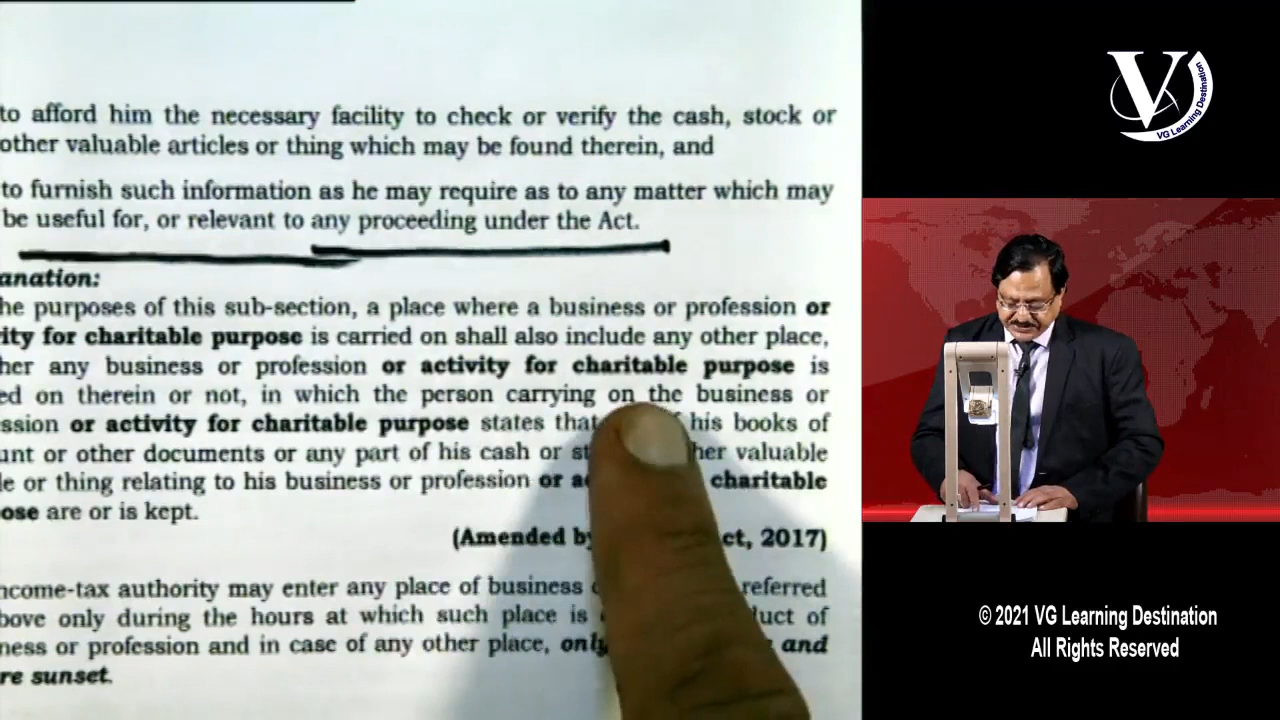 to afford him the necessary facility to check or verify the cash, stock or
other valuable articles or thing which may be found therein, and
to furnish such information as he may require as to any matter which may
be useful for, or relevant to any proceeding under the Act.
anation:
he purposes of this sub-section, a place where a business or profession or
ity for charitable purpose is carried on shall also include any other place,
her any business or profession or activity for charitable purpose is
ed on therein or not, in which the person carrying on the business or
ssion or activity for charitable purpose states that his books of
unt or other documents or any part of his cash or st her valuable
le or thing relating to his business or profession or a charitable
ose are or is kept.
(Amended by ct, 2017)
ncome-tax authority may enter any place of business referred
bove only during the hours at which such place is uct of
ness or profession and in case of any other place, only and
re sunset.
V
VG Learning Destination
© 2021 VG Learning Destination
All Rights Reserved